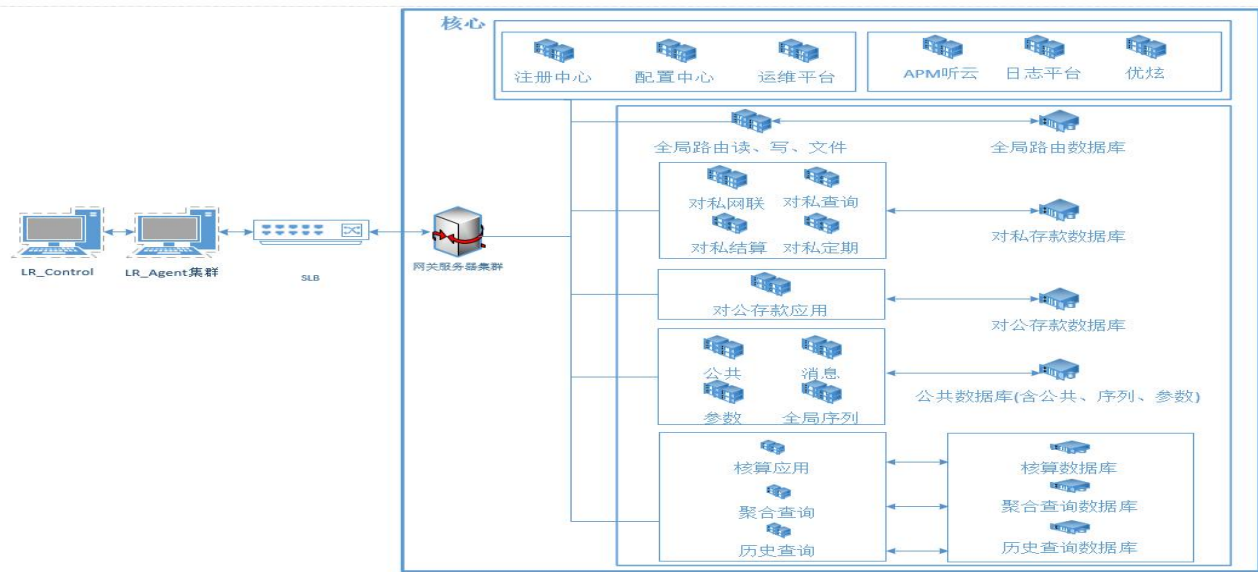 核心
注册中心 配置中心 运维平台
APM听云 日志平台 优炫
全局路由读、写、文件
全局路由数据库
对私网联 对私查询
对私结算 对私定期
对私存款数据库
LR_Control
LR_Agent集群
SLB
网关服务器集群
对公存款应用
对公存款数据库
公共 消息
参数 全局序列
公共数据库(含公共、序列、参数)
核算应用
核算数据库
聚合查询
聚合查询数据库
历史查询
历史查询数据库